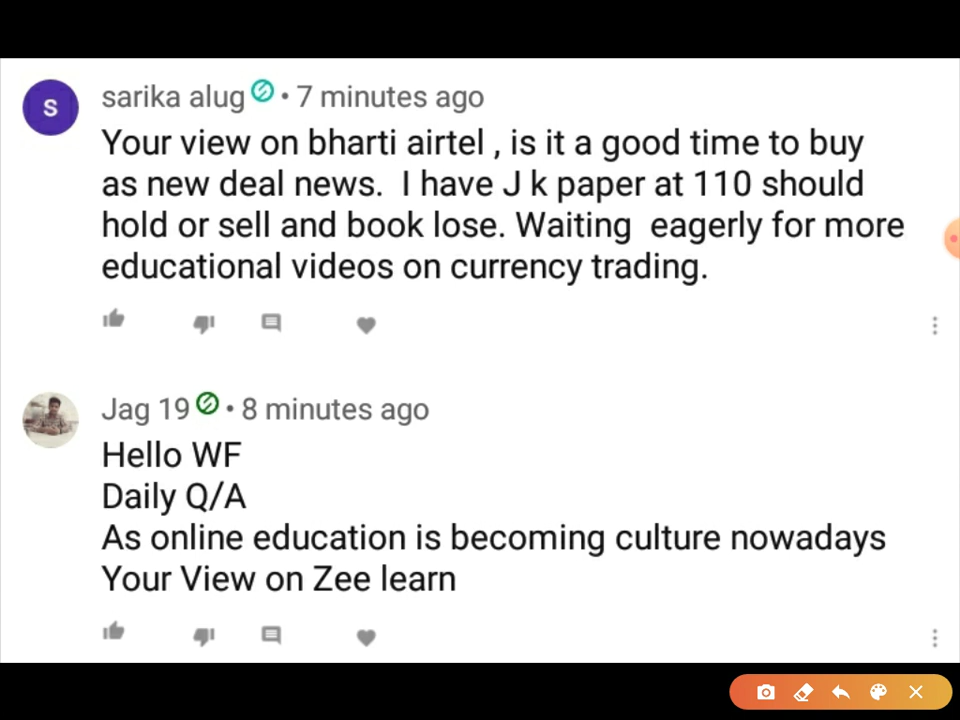 S
sarika alug • 7 minutes ago
Your view on bharti airtel , is it a good time to buy
as new deal news. I have J k paper at 110 should
hold or sell and book lose. Waiting eagerly for more
educational videos on currency trading.
Jag 19 • 8 minutes ago
Hello WF
Daily Q/A
As online education is becoming culture nowadays
Your View on Zee learn